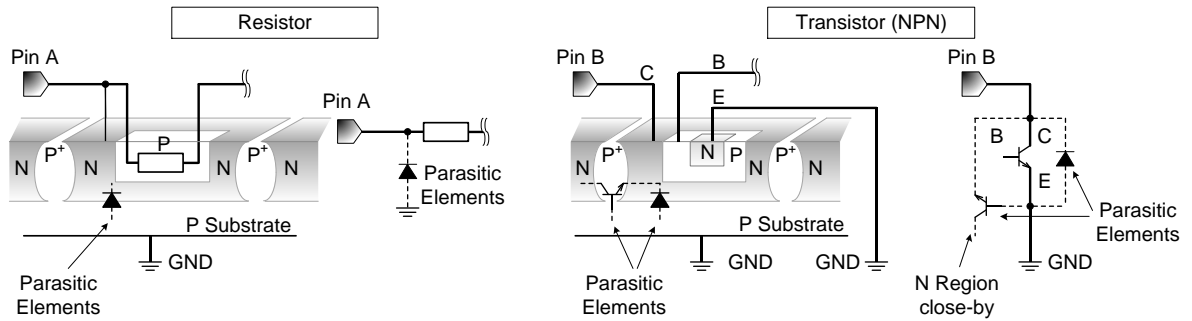 Resistor
Pin A
Pin A
N
P+
N
P
N
P+
N
Parasitic
Elements
P Substrate
GND
Parasitic
Elements
Transistor (NPN)
Pin B
C
B
E
N
P+
N
N
P
P+
N
N
P Substrate
GND
GND
Parasitic
Elements
Pin B
B
C
E
Parasitic
Elements
GND
N Region
close-by